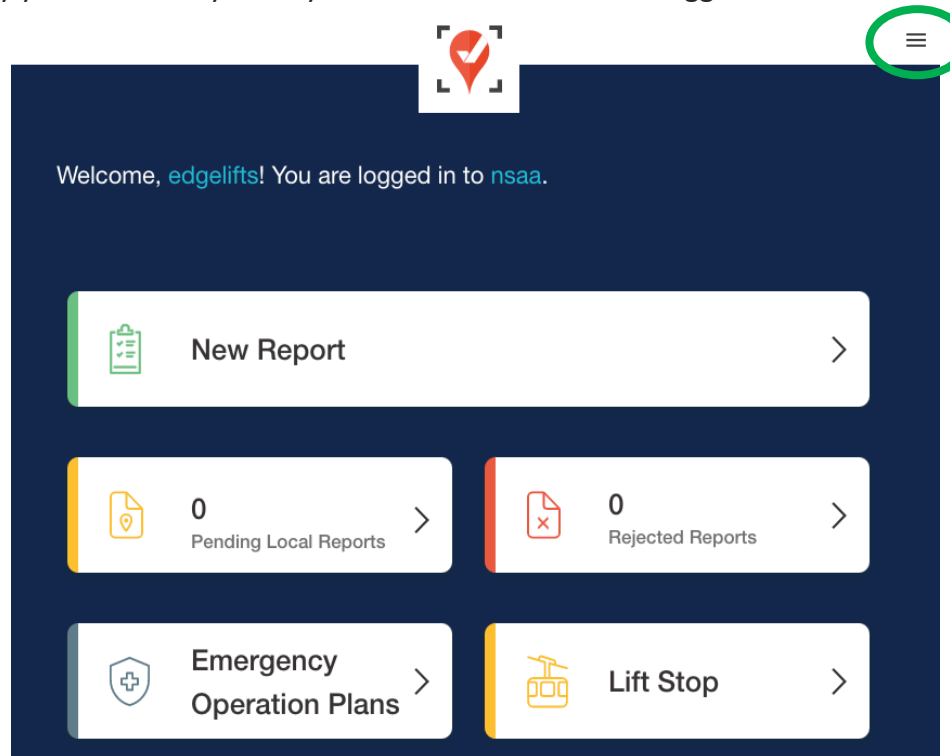 Welcome, edgelifts! You are logged in to nsaa.
New Report
0
Pending Local Reports
0
Rejected Reports
Emergency
Operation Plans
Lift Stop